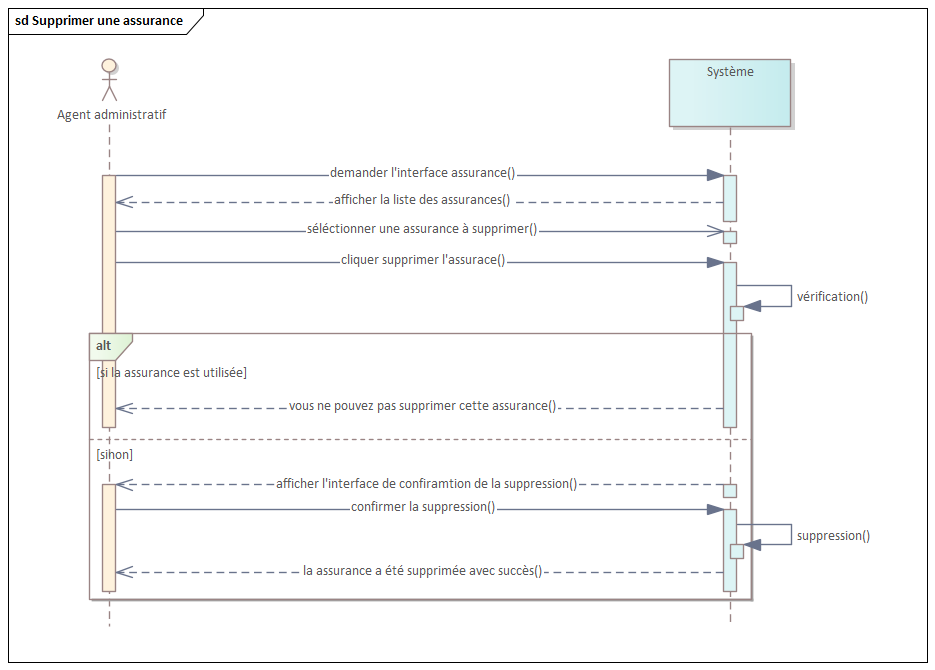 sd Supprimer une assurance
Système
Agent administratif
demander l'interface assurance()
afficher la liste des assurances()
séléctionner une assurance à supprimer()
cliquer supprimer l'assurace()
vérification()
alt
[si la assurance est utilisée]
vous ne pouvez pas supprimer cette assurance()
[sinon]
afficher l'interface de confiramtion de la suppression()
confirmer la suppression()
suppression()
la assurance a été supprimée avec succès()